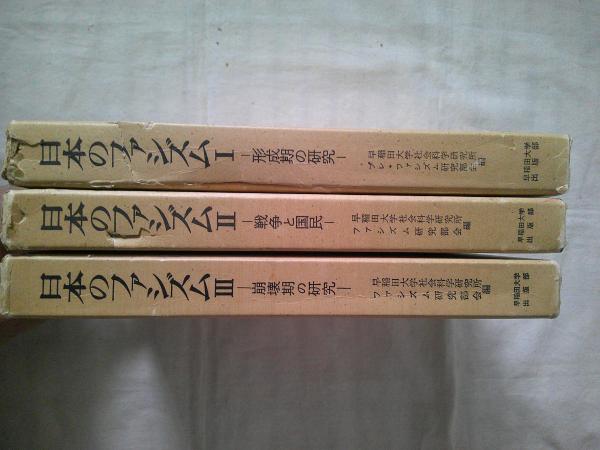 日本のファシズムⅠ
―形成期の研究―
早稲田大学社会科学研究所
プレ・ファシズム研究部会 編
早稲田大学
出版部
日本のファシズムⅡ
―戦争と国民―
早稲田大学社会科学研究所
ファシズム研究部会 編
早稲田大学
出版部
日本のファシズムⅢ
―崩壊期の研究―
早稲田大学社会科学研究所
ファシズム研究部会 編
早稲田大学
出版部